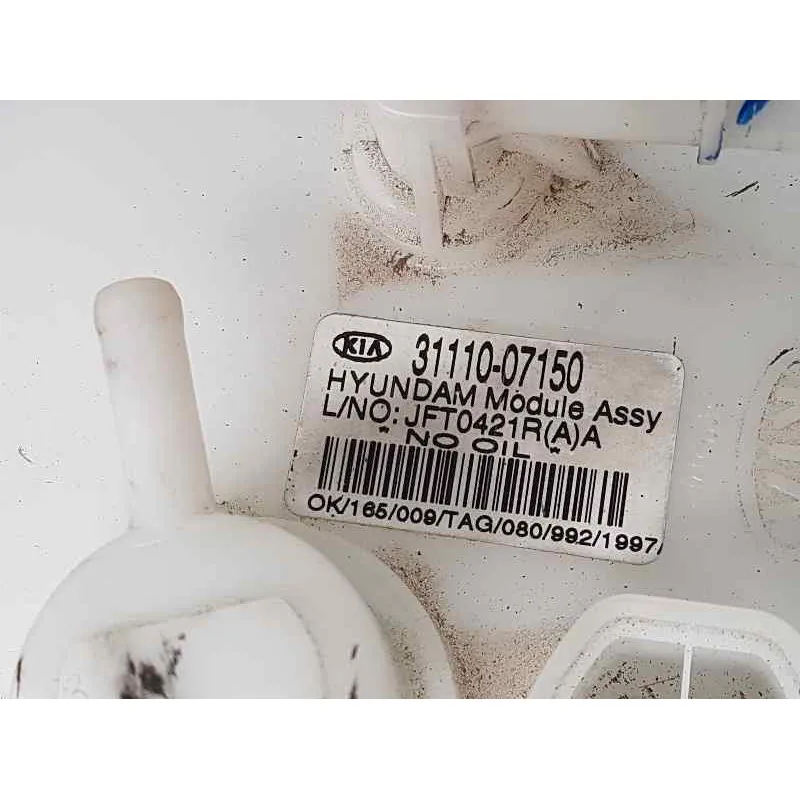 KIA 31110-07150
HYUNDAM Module Assy
L/NO: JFT0421R(A)A
* NO OIL *
OK/165/009/TAG/080/992/1997/